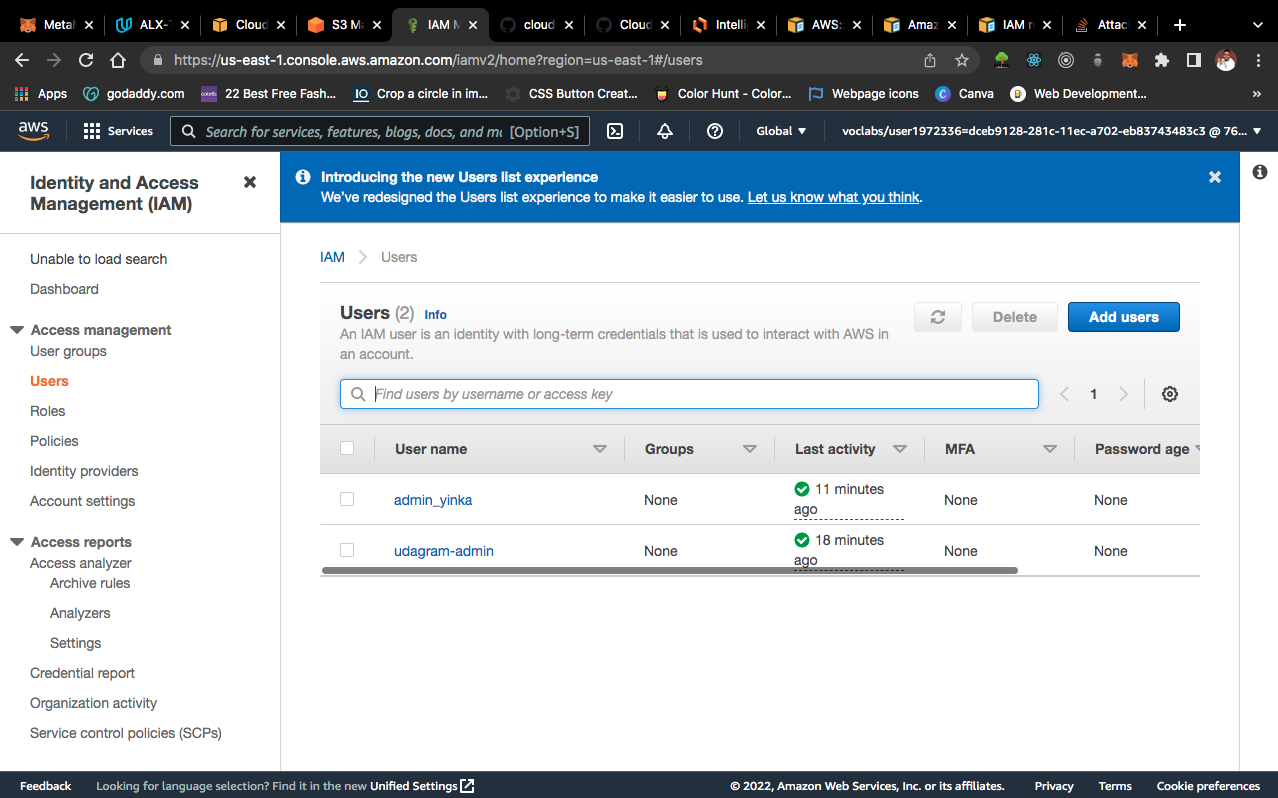 Metal
ALX-T
Cloud
S3 Ma
IAM M
cloud
Cloud
Intelli
AWS:
Amaz
IAM r
Attac
https://us-east-1.console.aws.amazon.com/iamv2/home?region=us-east-1#/users
Apps
godaddy.com
22 Best Free Fash...
IO
Crop a circle in im...
CSS Button Creat...
Color Hunt - Color...
Webpage icons
Canva
Web Development...
»
aws
Services
Search for services, features, blogs, docs, and mo [Option+S]
Global
voclabs/user1972336=dceb9128-281c-11ec-a702-eb83743483c3 @ 76...
Identity and Access
Management (IAM)
Unable to load search
Dashboard
Access management
User groups
Users
Roles
Policies
Identity providers
Account settings
Access reports
Access analyzer
Archive rules
Analyzers
Settings
Credential report
Organization activity
Service control policies (SCPs)
Introducing the new Users list experience
We've redesigned the Users list experience to make it easier to use. Let us know what you think.
IAM
Users
Users (2) Info
An IAM user is an identity with long-term credentials that is used to interact with AWS in
an account.
Delete
Add users
Find users by username or access key
1
User name
Groups
Last activity
MFA
Password age
admin_yinka
None
11 minutes
ago
None
None
udagram-admin
None
18 minutes
ago
None
None
Feedback
Looking for language selection? Find it in the new Unified Settings
© 2022, Amazon Web Services, Inc. or its affiliates.
Privacy
Terms
Cookie preferences